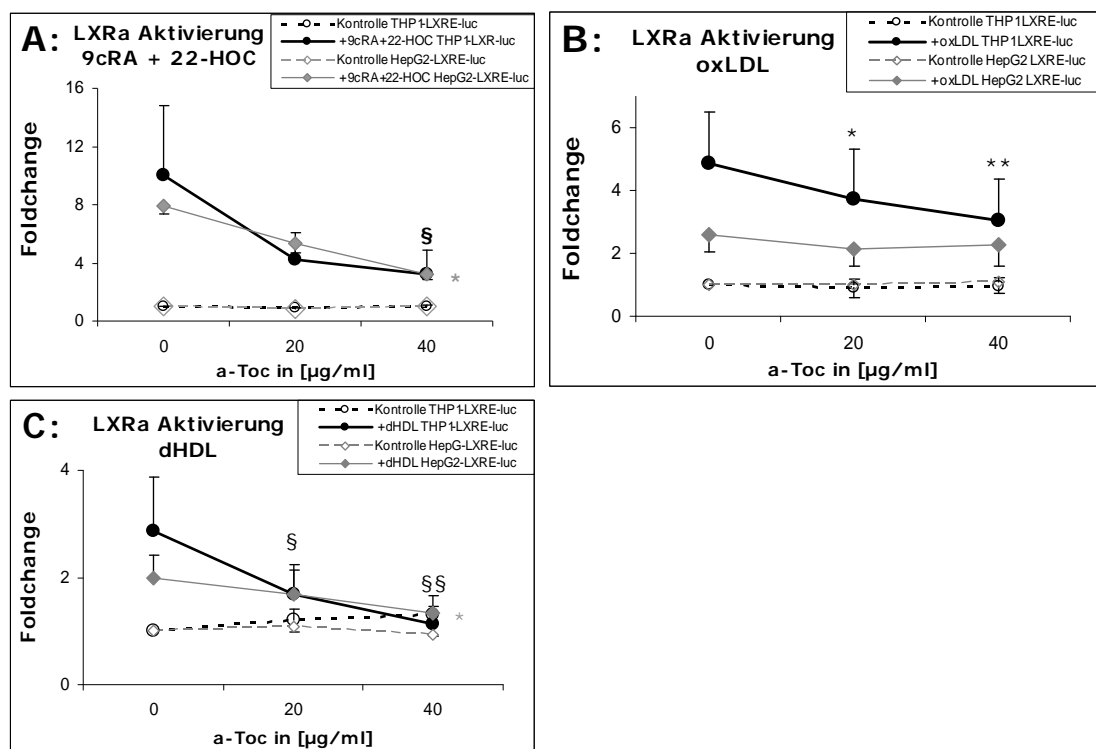 A:
LXRa Aktivierung
9cRA + 22-HOC
Kontrolle THP1-LXRE-luc
+9cRA+22-HOC THP1-LXR-luc
Kontrolle HepG2-LXRE-luc
+9cRA+22-HOC HepG2-LXRE-luc
Foldchange
16
12
8
4
0
§
*
0 20 40
a-Toc in [µg/ml]
B:
LXRa Aktivierung
oxLDL
Kontrolle THP1LXRE-luc
+oxLDL THP1LXRE-luc
Kontrolle HepG2 LXRE-luc
+oxLDL HepG2 LXRE-luc
Foldchange
6
4
2
0
*
**
0 20 40
a-Toc in [µg/ml]
C:
LXRa Aktivierung
dHDL
Kontrolle THP1-LXRE-luc
+dHDL THP1-LXRE-luc
Kontrolle HepG-LXRE-luc
+dHDL HepG2-LXRE-luc
Foldchange
4
2
0
§
§§
*
0 20 40
a-Toc in [µg/ml]